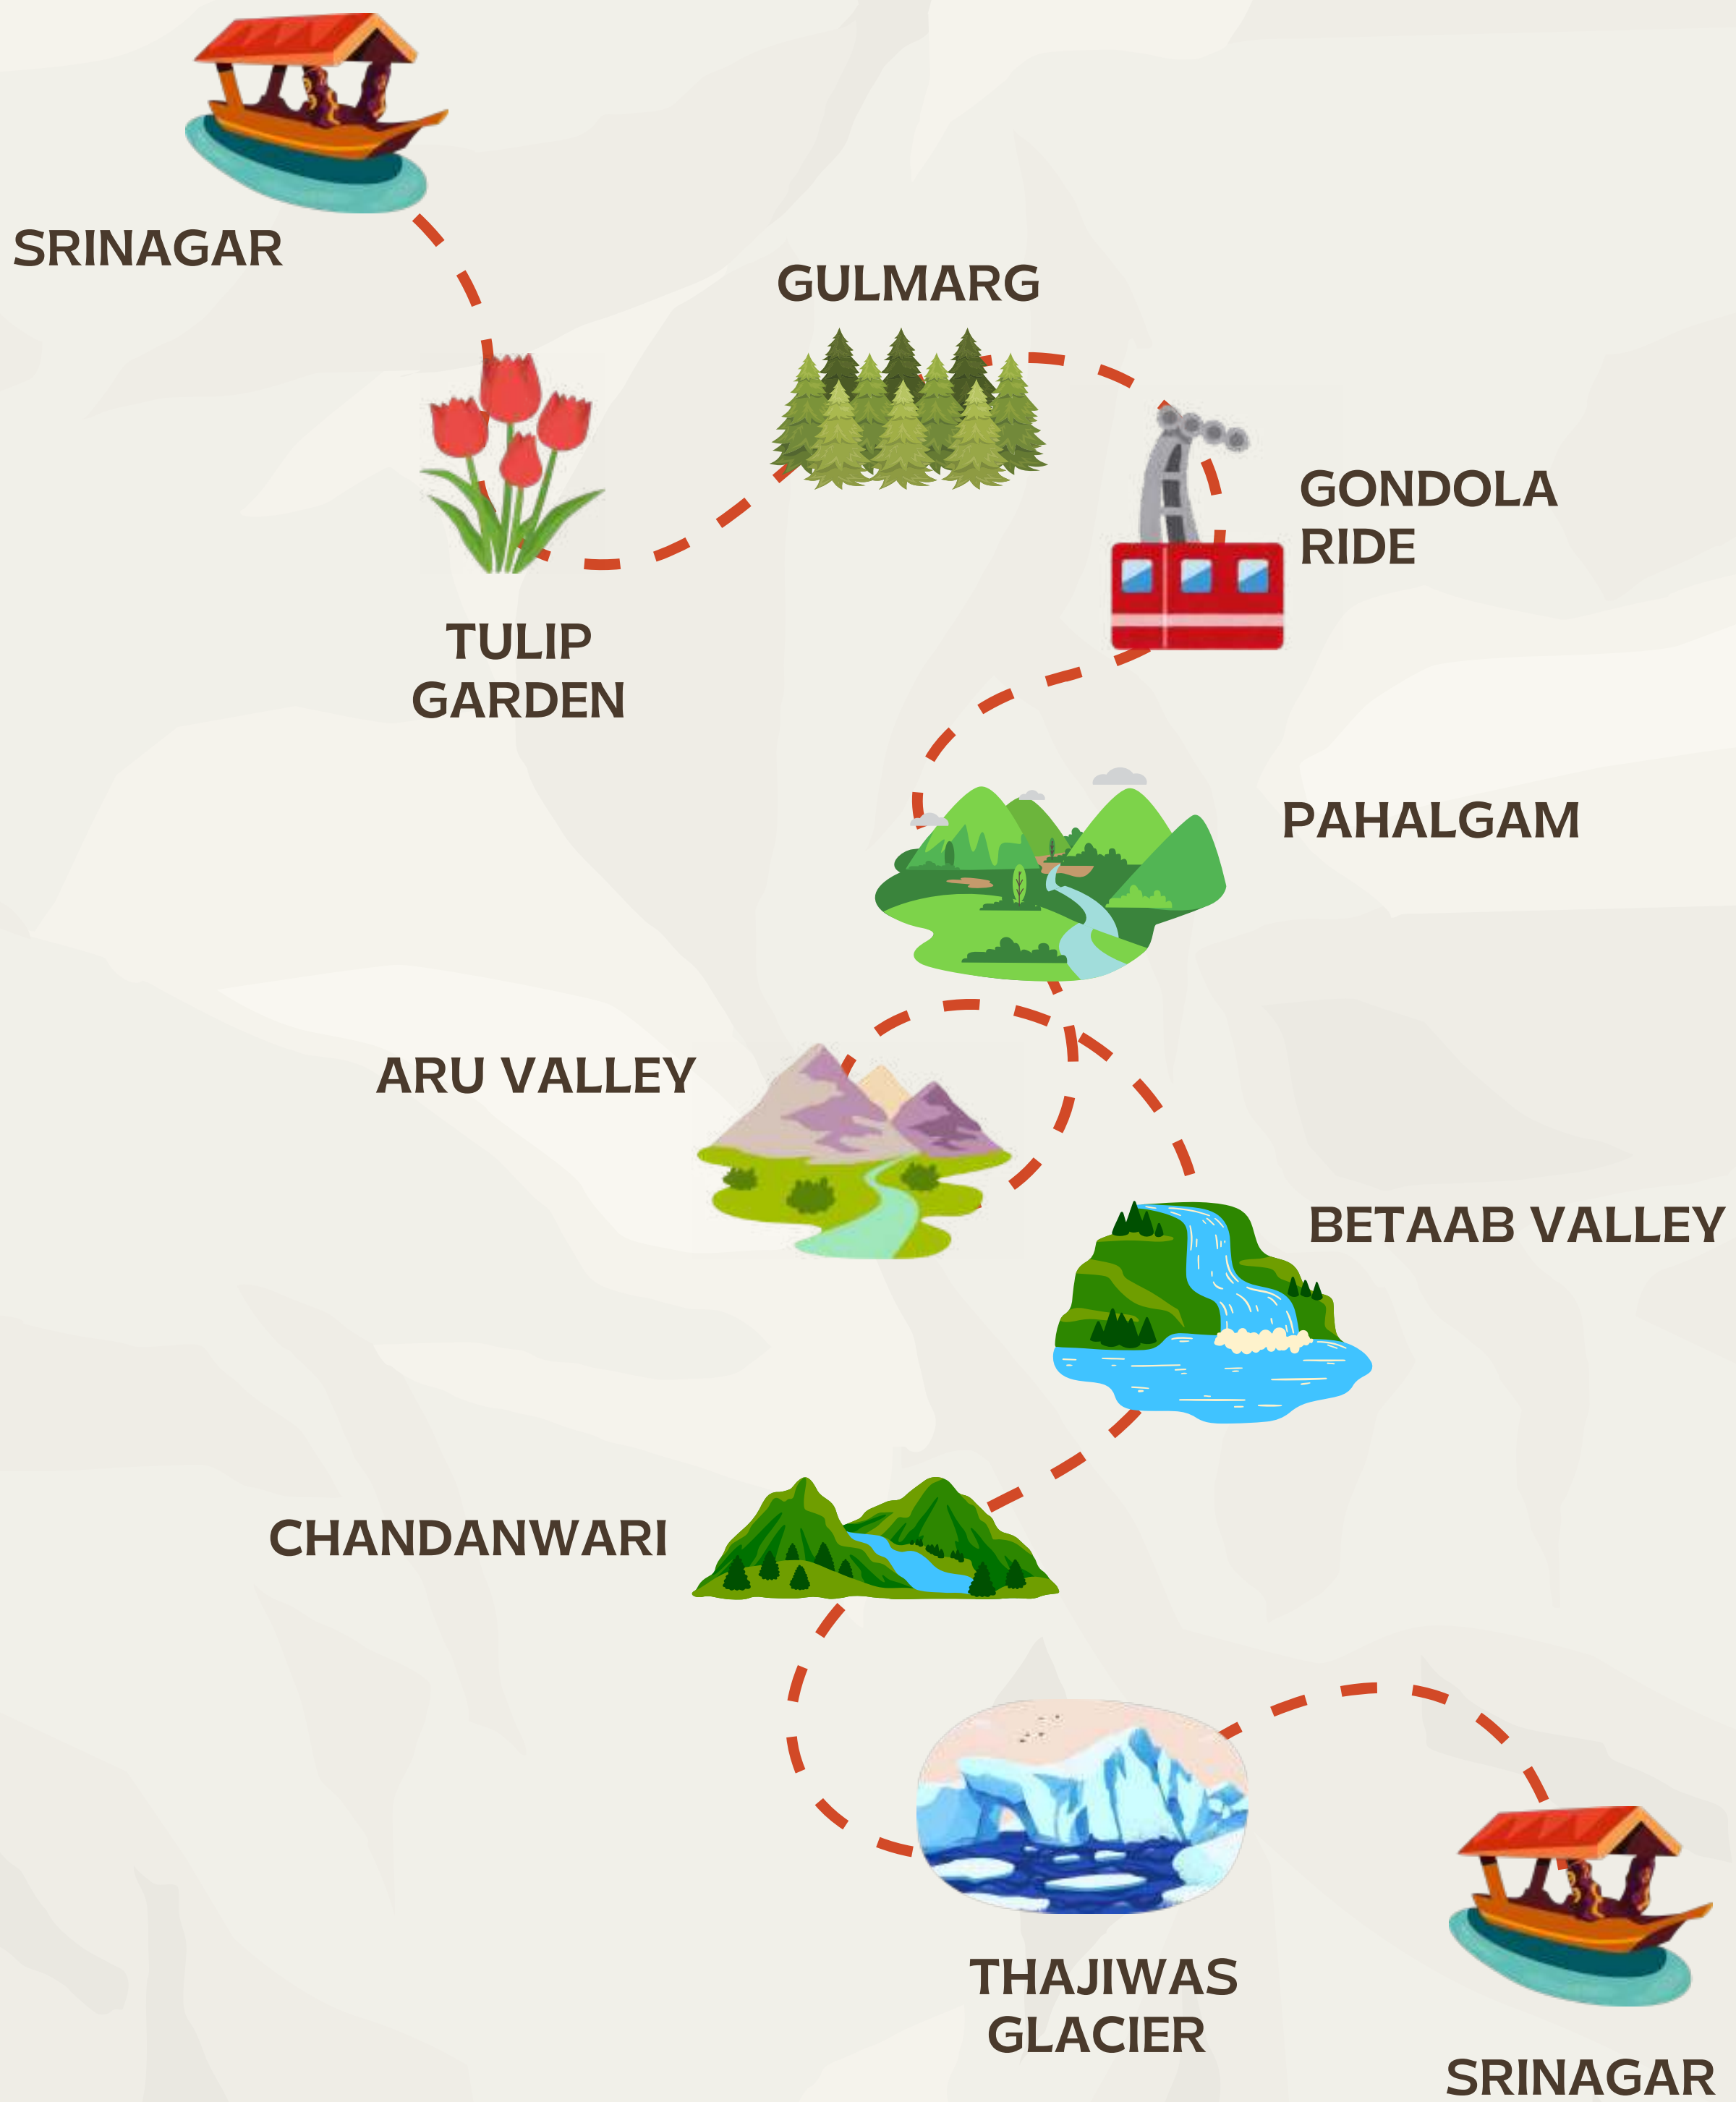 SRINAGAR
GULMARG
GONDOLA
RIDE
TULIP
GARDEN
PAHALGAM
ARU VALLEY
BETAAB VALLEY
CHANDANWARI
THAJIWAS
GLACIER
SRINAGAR